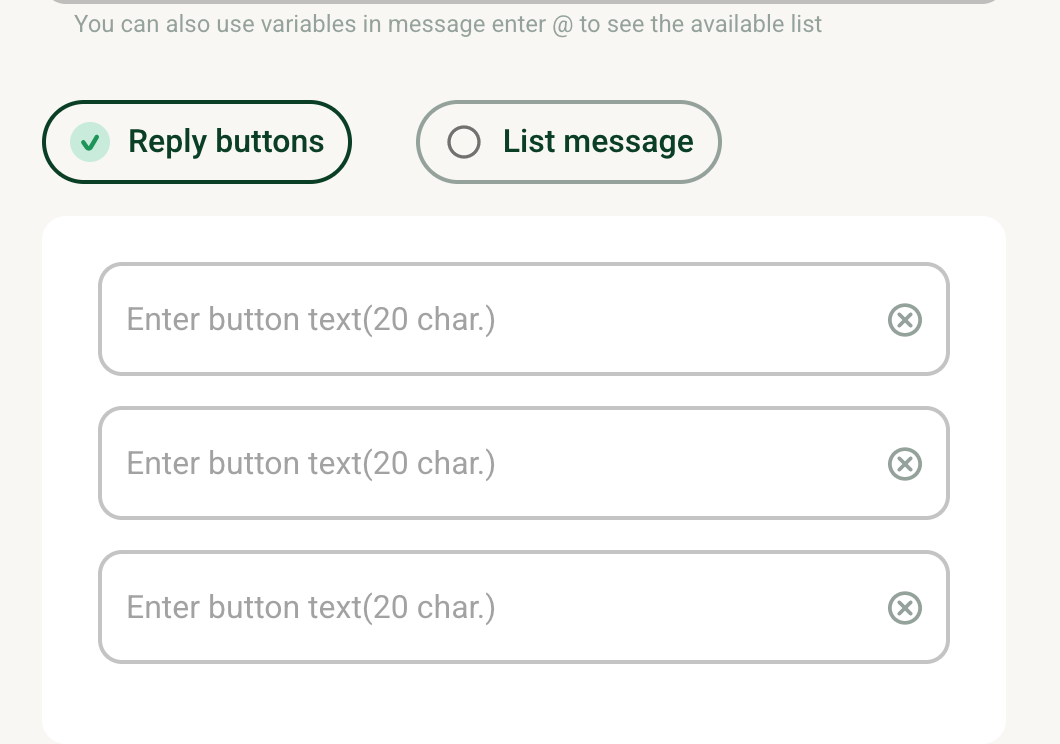 You can also use variables in message enter @ to see the available list
Reply buttons
List message
Enter button text(20 char.)
Enter button text(20 char.)
Enter button text(20 char.)